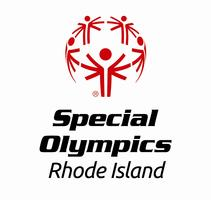 ®
Special
Olympics
Rhode Island